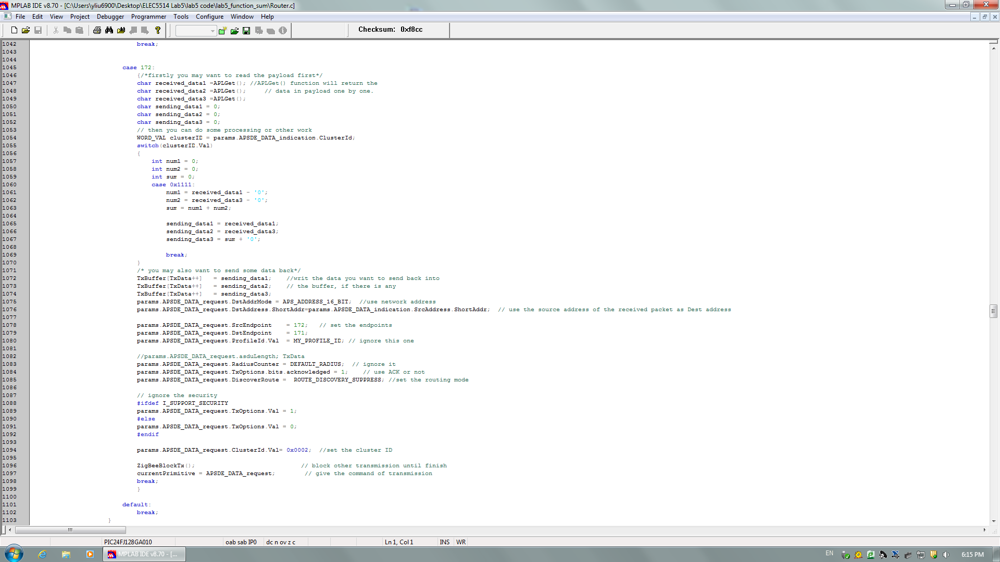 MPLAB IDE v8.70 - [C:\Users\yliu6900\Desktop\ELEC5514 Lab5\lab5 code\lab5_function_sum\Router.c]
File Edit View Project Debugger Programmer Tools Configure Window Help
Checksum: 0xf8cc
1042 break;
1043
1044
1045 case 172:
1046 {/*firstly you may want to read the payload first*/
1047 char received_data1 =APLGet(); //APLGet() function will return the
1048 char received_data2 =APLGet(); // data in payload one by one.
1049 char received_data3 =APLGet();
1050 char sending_data1 = 0;
1051 char sending_data2 = 0;
1052 char sending_data3 = 0;
1053 // then you can do some processing or other work
1054 WORD_VAL clusterID = params.APSDE_DATA_indication.ClusterId;
1055 switch(clusterID.Val)
1056 {
1057 int num1 = 0;
1058 int num2 = 0;
1059 int sum = 0;
1060 case 0x1111:
1061 num1 = received_data1 - '0';
1062 num2 = received_data3 - '0';
1063 sum = num1 + num2;
1064
1065 sending_data1 = received_data1;
1066 sending_data2 = received_data3;
1067 sending_data3 = sum + '0';
1068
1069 break;
1070 }
1071 /* you may also want to send some data back*/
1072 TxBuffer[TxData++] = sending_data1; //writ the data you want to send back into
1073 TxBuffer[TxData++] = sending_data2; // the buffer, if there is any
1074 TxBuffer[TxData++] = sending_data3;
1075 params.APSDE_DATA_request.DstAddrMode = APS_ADDRESS_16_BIT; //use network address
1076 params.APSDE_DATA_request.DstAddress.ShortAddr=params.APSDE_DATA_indication.SrcAddress.ShortAddr; // use the source address of the received packet as Dest address
1077
1078 params.APSDE_DATA_request.SrcEndpoint = 172; // set the endpoints
1079 params.APSDE_DATA_request.DstEndpoint = 171;
1080 params.APSDE_DATA_request.ProfileId.Val = MY_PROFILE_ID; // ignore this one
1081
1082 //params.APSDE_DATA_request.asduLength; TxData
1083 params.APSDE_DATA_request.RadiusCounter = DEFAULT_RADIUS; // ignore it
1084 params.APSDE_DATA_request.TxOptions.bits.acknowledged = 1; // use ACK or not
1085 params.APSDE_DATA_request.DiscoverRoute = ROUTE_DISCOVERY_SUPPRESS; //set the routing mode
1086
1087 // ignore the security
1088 #ifdef I_SUPPORT_SECURITY
1089 params.APSDE_DATA_request.TxOptions.Val = 1;
1090 #else
1091 params.APSDE_DATA_request.TxOptions.Val = 0;
1092 #endif
1093
1094 params.APSDE_DATA_request.ClusterId.Val= 0x0002; //set the cluster ID
1095
1096 ZigBeeBlockTx(); // block other transmission until finish
1097 currentPrimitive = APSDE_DATA_request; // give the command of transmission
1098 break;
1099 }
1100
1101 default:
1102 break;
1103 }
PIC24FJ128GA010 oab sab IP0 dc n ov z c Ln 1, Col 1 INS WR
MPLAB IDE v8.70 - [... EN 6:15 PM